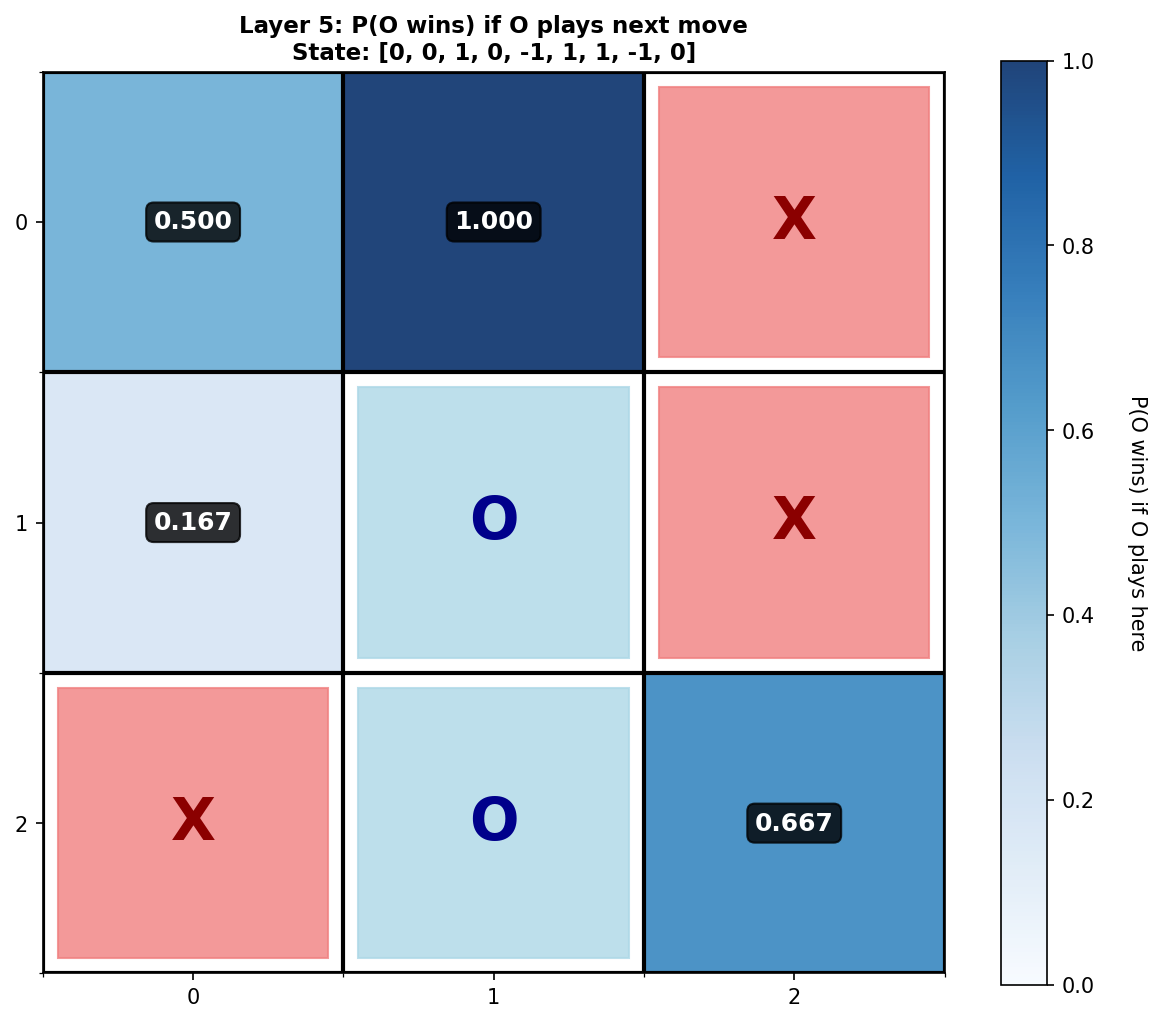 Layer 5: P(O wins) if O plays next move
State: [0, 0, 1, 0, -1, 1, 1, -1, 0]
0
0.500
1.000
X
1
0.167
O
X
2
X
O
0.667
0
1
2
1.0
0.8
0.6
0.4
0.2
0.0
P(O wins) if O plays here